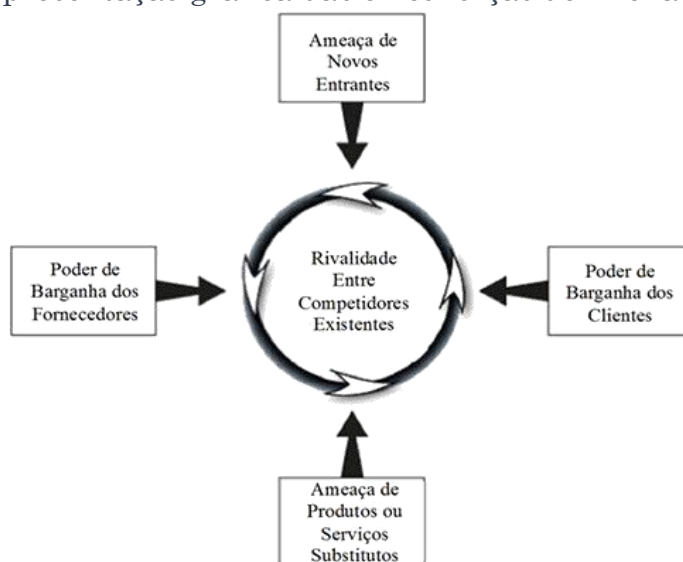 Ameaça de
Novos
Entrantes
Poder de
Barganha dos
Fornecedores
Rivalidade
Entre
Competidores
Existentes
Poder de
Barganha dos
Clientes
Ameaça de
Produtos ou
Serviços
Substitutos